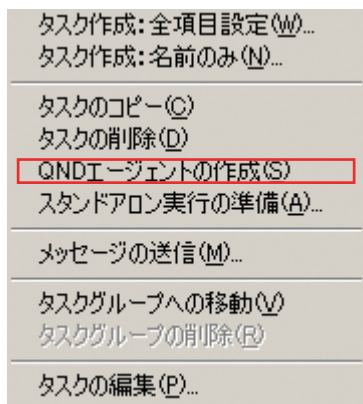 タスク作成:全項目設定(W)...
タスク作成:名前のみ(N)...
タスクのコピー(C)
タスクの削除(D)
QNDエージェントの作成(S)
スタンドアロン実行の準備(A)...
メッセージの送信(M)...
タスクグループへの移動(V)
タスクグループの削除(R)
タスクの編集(P)...